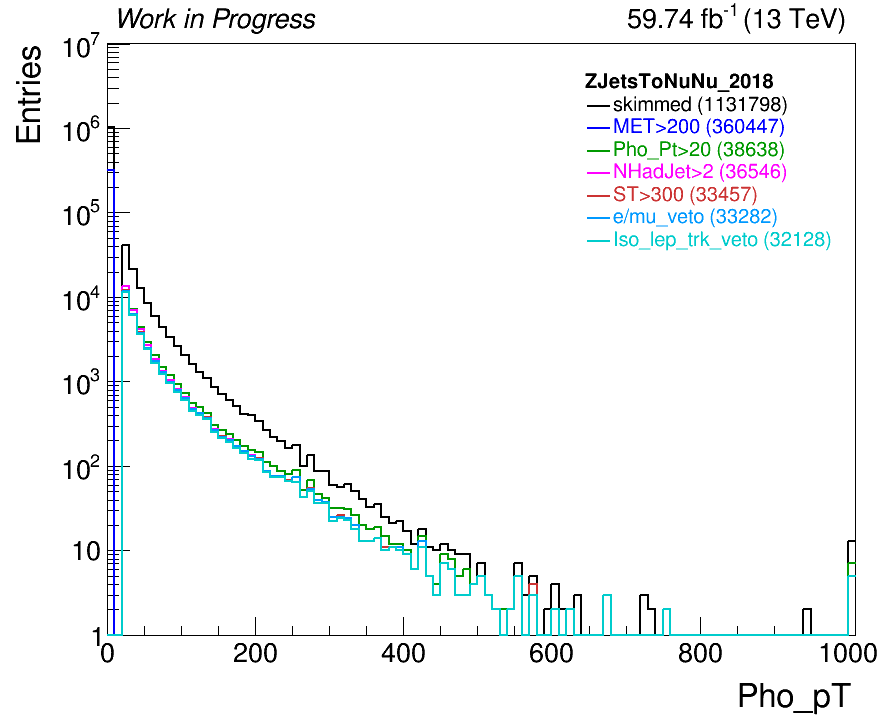 Work in Progress
59.74 fb-1 (13 TeV)
Entries
10^7
10^6
10^5
10^4
10^3
10^2
10
1
ZJetsToNuNu_2018
skimmed (1131798)
MET>200 (360447)
Pho_Pt>20 (38638)
NHadJet>2 (36546)
ST>300 (33457)
e/mu_veto (33282)
Iso_lep_trk_veto (32128)
0 200 400 600 800 1000
Pho_pT